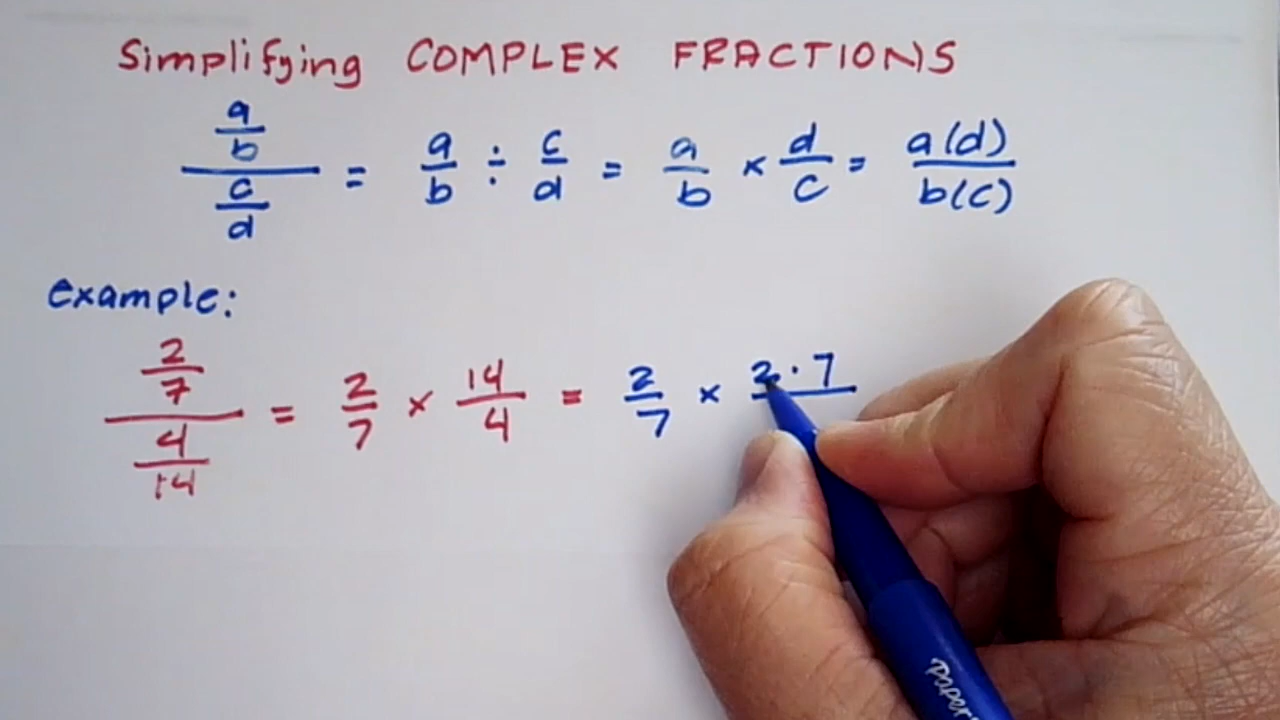 Simplifying COMPLEX FRACTIONS
a/b / c/d = a/b ÷ c/d = a/b × d/c = a(d)/b(c)
example:
2/7 / 4/14 = 2/7 × 14/4 = 2/7 × 2·7